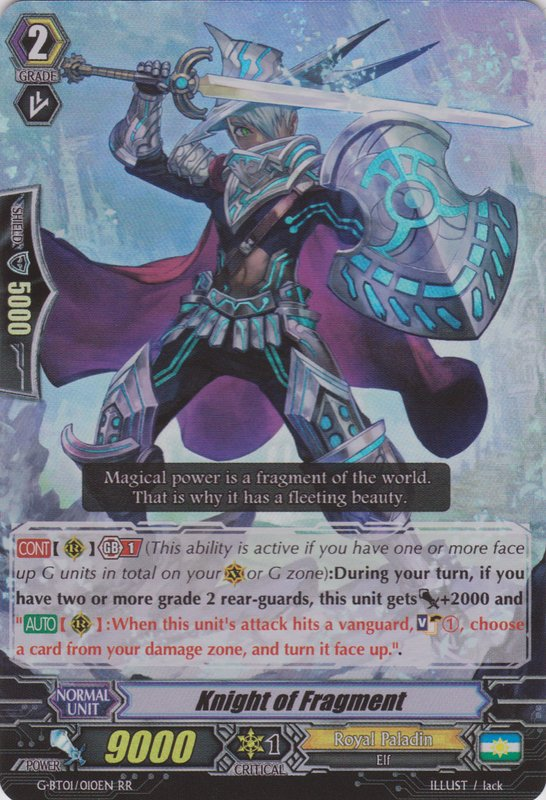 2
GRADE
SHIELD
5000
Magical power is a fragment of the world.
That is why it has a fleeting beauty.
CONT【R】GB 1 (This ability is active if you have one or more face
up G units in total on your V or G zone):During your turn, if you
have two or more grade 2 rear-guards, this unit gets +2000 and
"AUTO【R】:When this unit's attack hits a vanguard, V ①, choose
a card from your damage zone, and turn it face up.".
NORMAL
UNIT
Knight of Fragment
POWER
9000
1
CRITICAL
Royal Paladin
Elf
G-BT01/010EN RR
ILLUST / lack